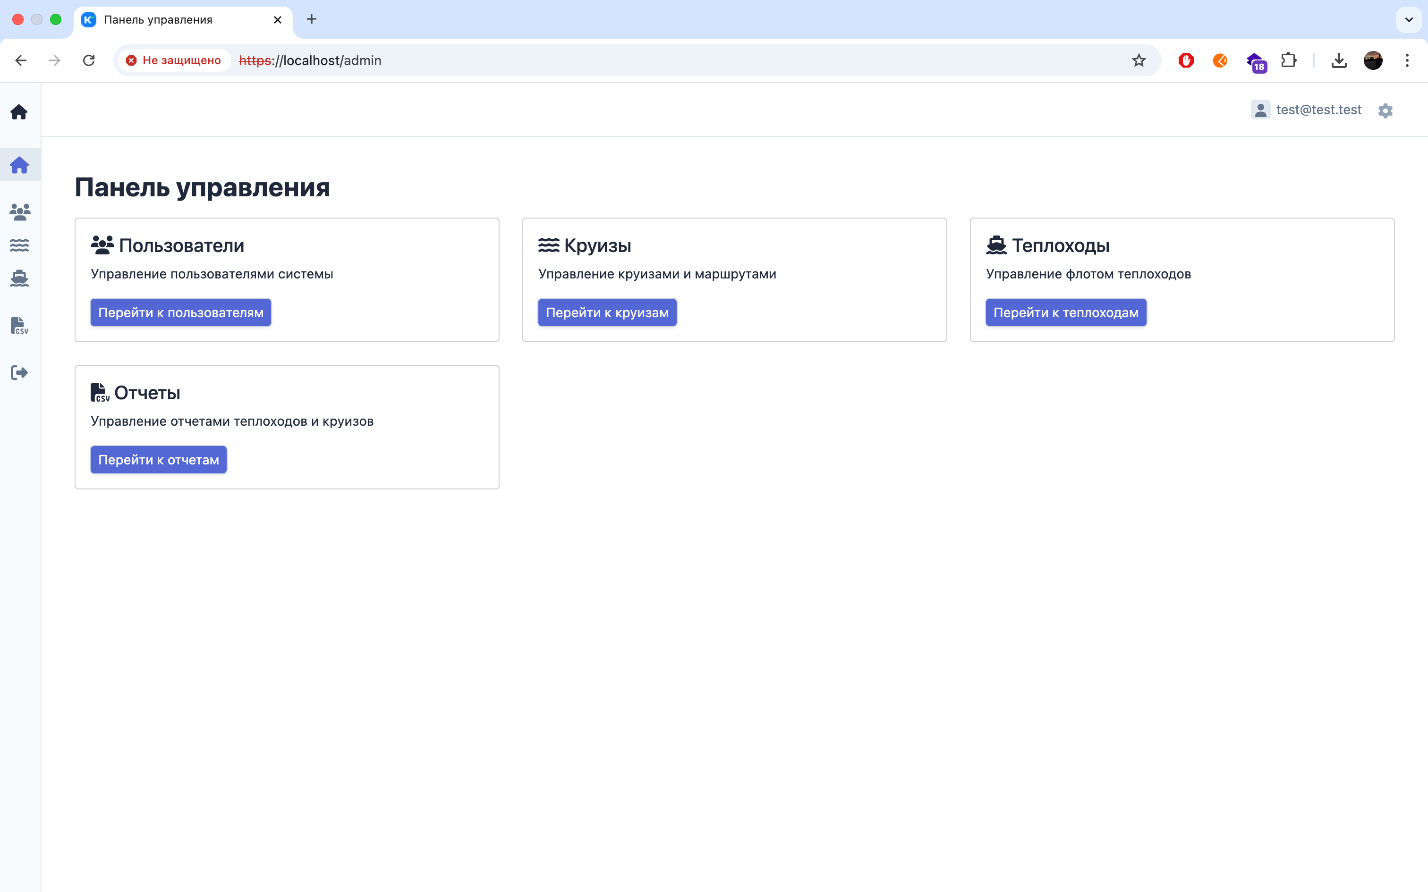 Панель управления
Не защищено https://localhost/admin
18
test@test.test
Панель управления
Пользователи
Управление пользователями системы
Перейти к пользователям
Круизы
Управление круизами и маршрутами
Перейти к круизам
Теплоходы
Управление флотом теплоходов
Перейти к теплоходам
CSV
CSV Отчеты
Управление отчетами теплоходов и круизов
Перейти к отчетам